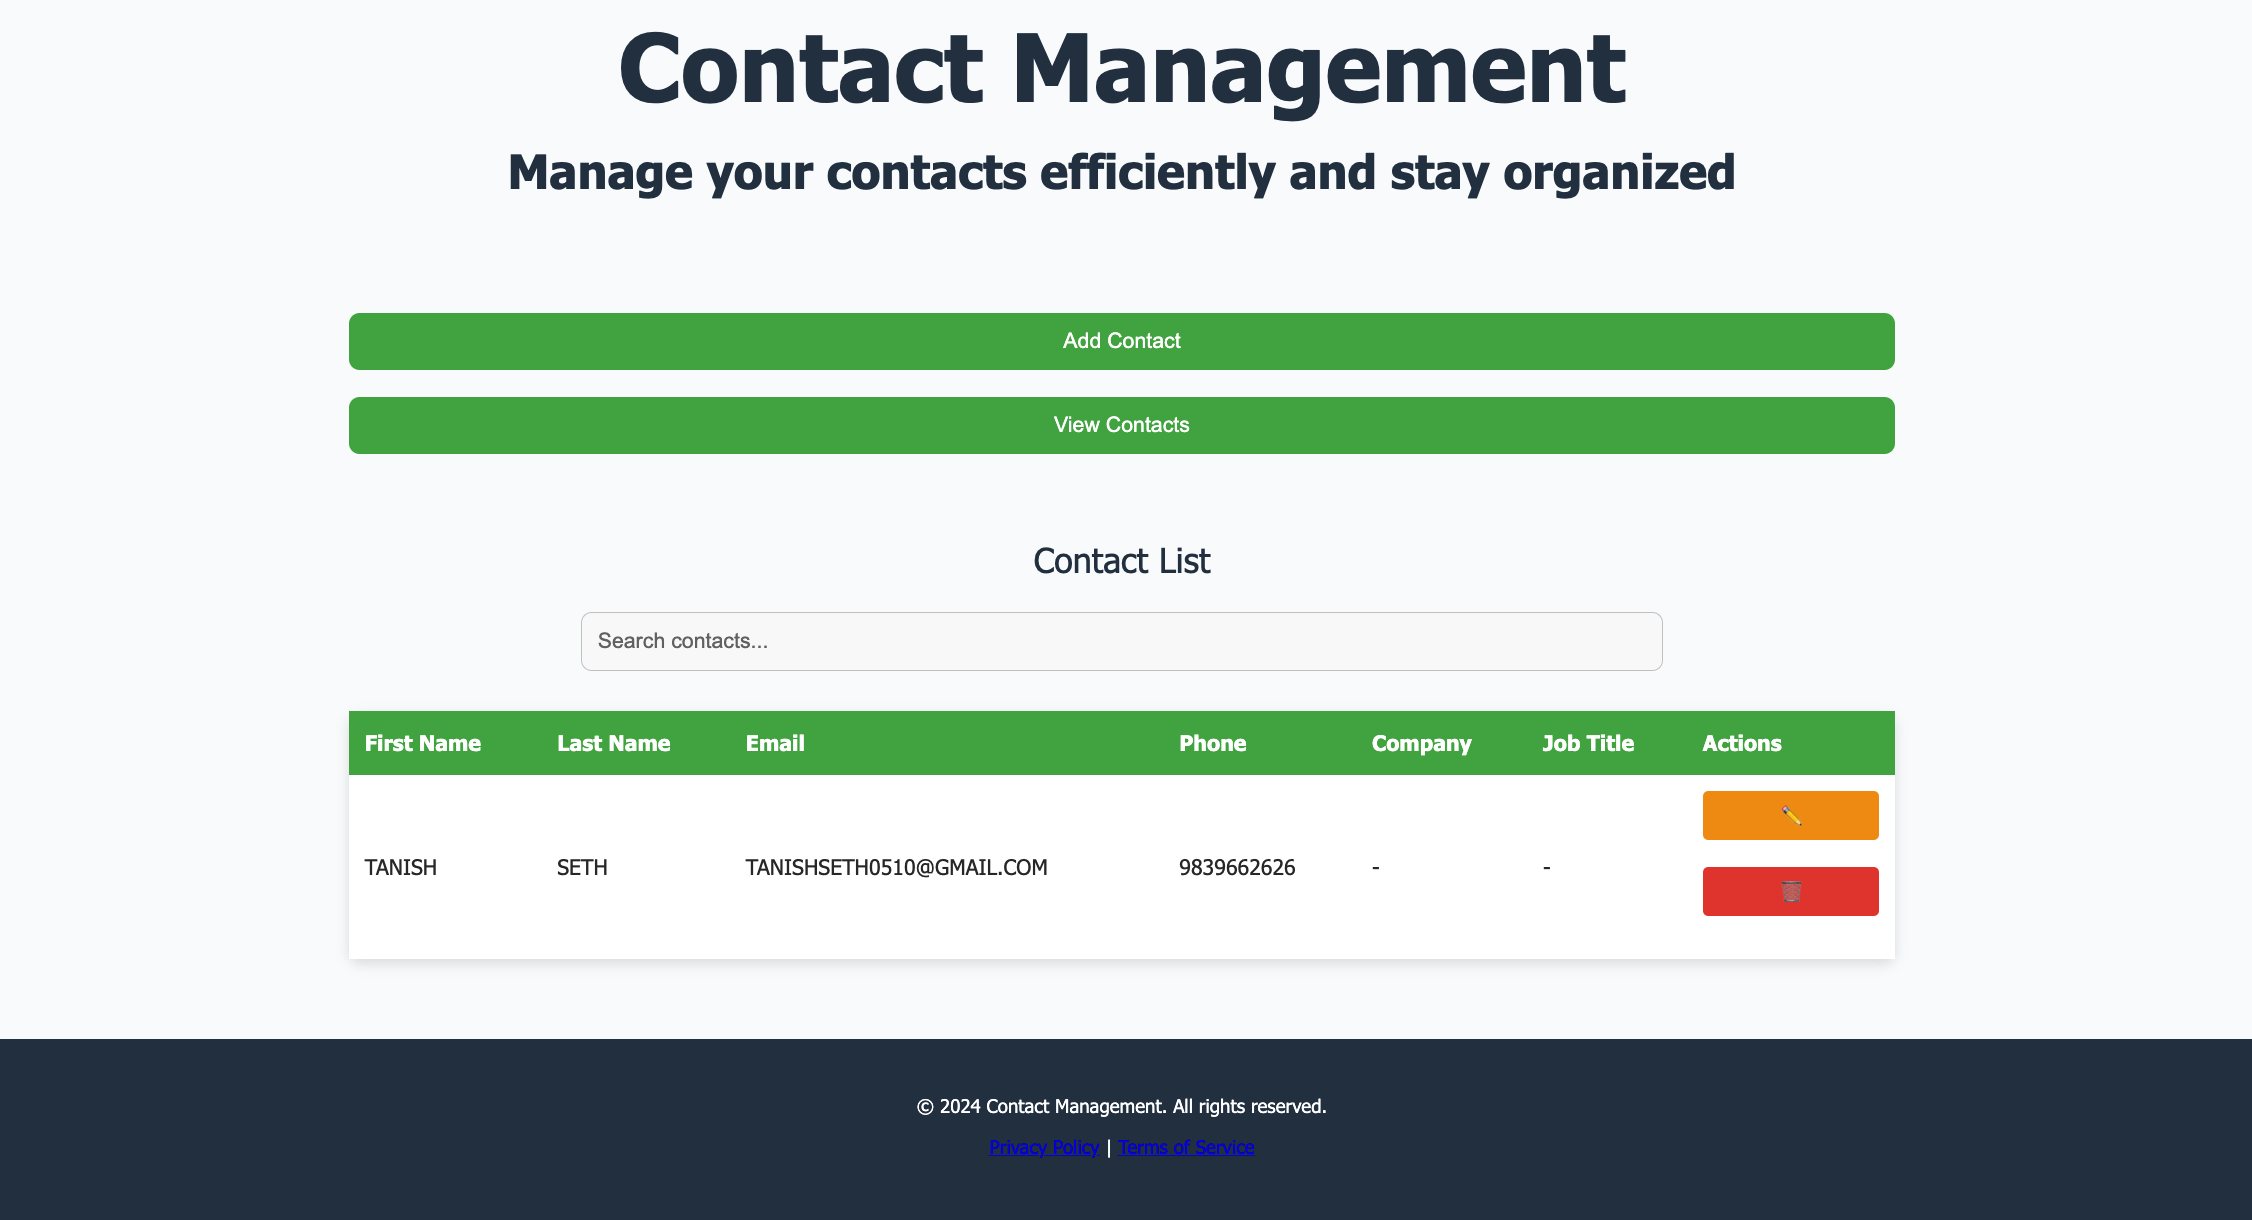 Contact Management
Manage your contacts efficiently and stay organized
Add Contact
View Contacts
Contact List
Search contacts...
First Name Last Name Email Phone Company Job Title Actions
TANISH SETH TANISHSETH0510@GMAIL.COM 9839662626 - -
© 2024 Contact Management. All rights reserved.
Privacy Policy | Terms of Service